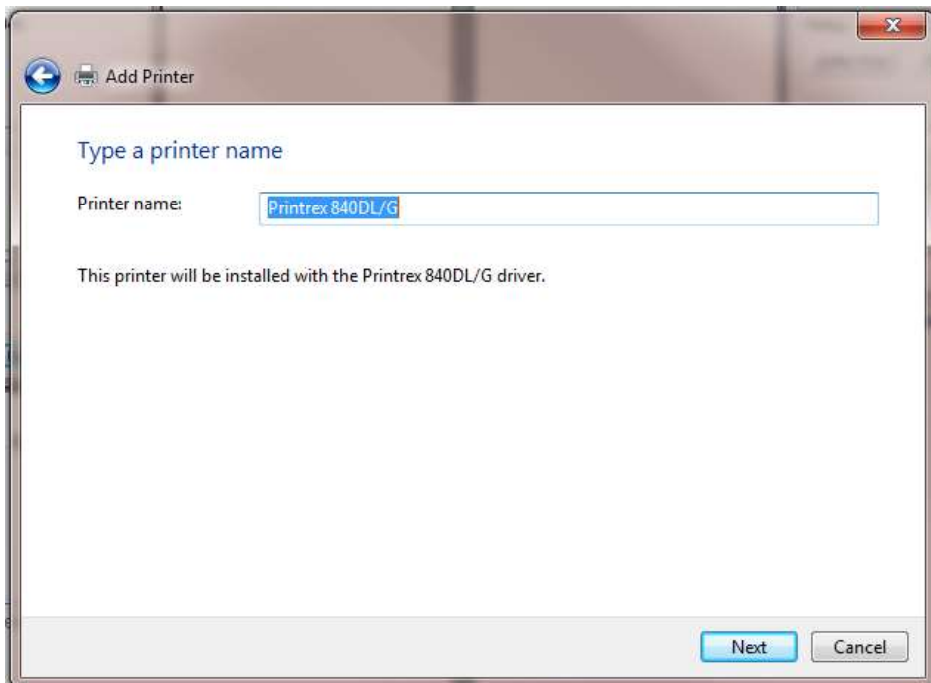 Add Printer
Type a printer name
Printer name: Printrex 840DL/G
This printer will be installed with the Printrex 840DL/G driver.
Next Cancel